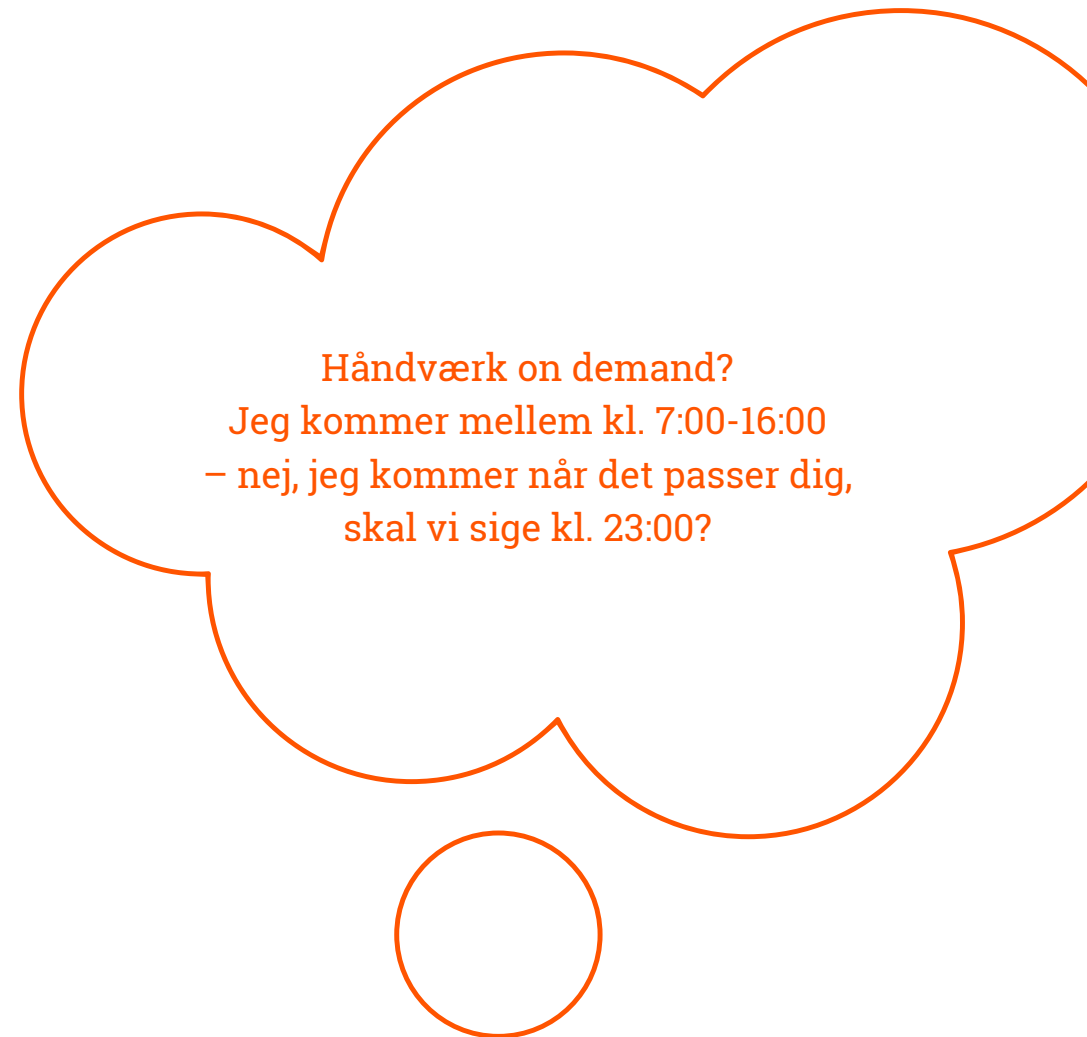 Håndværk on demand?
Jeg kommer mellem kl. 7:00-16:00
– nej, jeg kommer når det passer dig,
skal vi sige kl. 23:00?